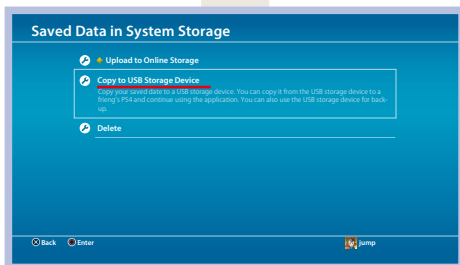 Saved Data in System Storage
Upload to Online Storage
Copy to USB Storage Device
Copy your saved date to a USB storage device. You can copy it from the USB storage device to a
frieng's PS4 and continue using the application. You can also use the USB storage device for back-
up.
Delete
Back Enter jump